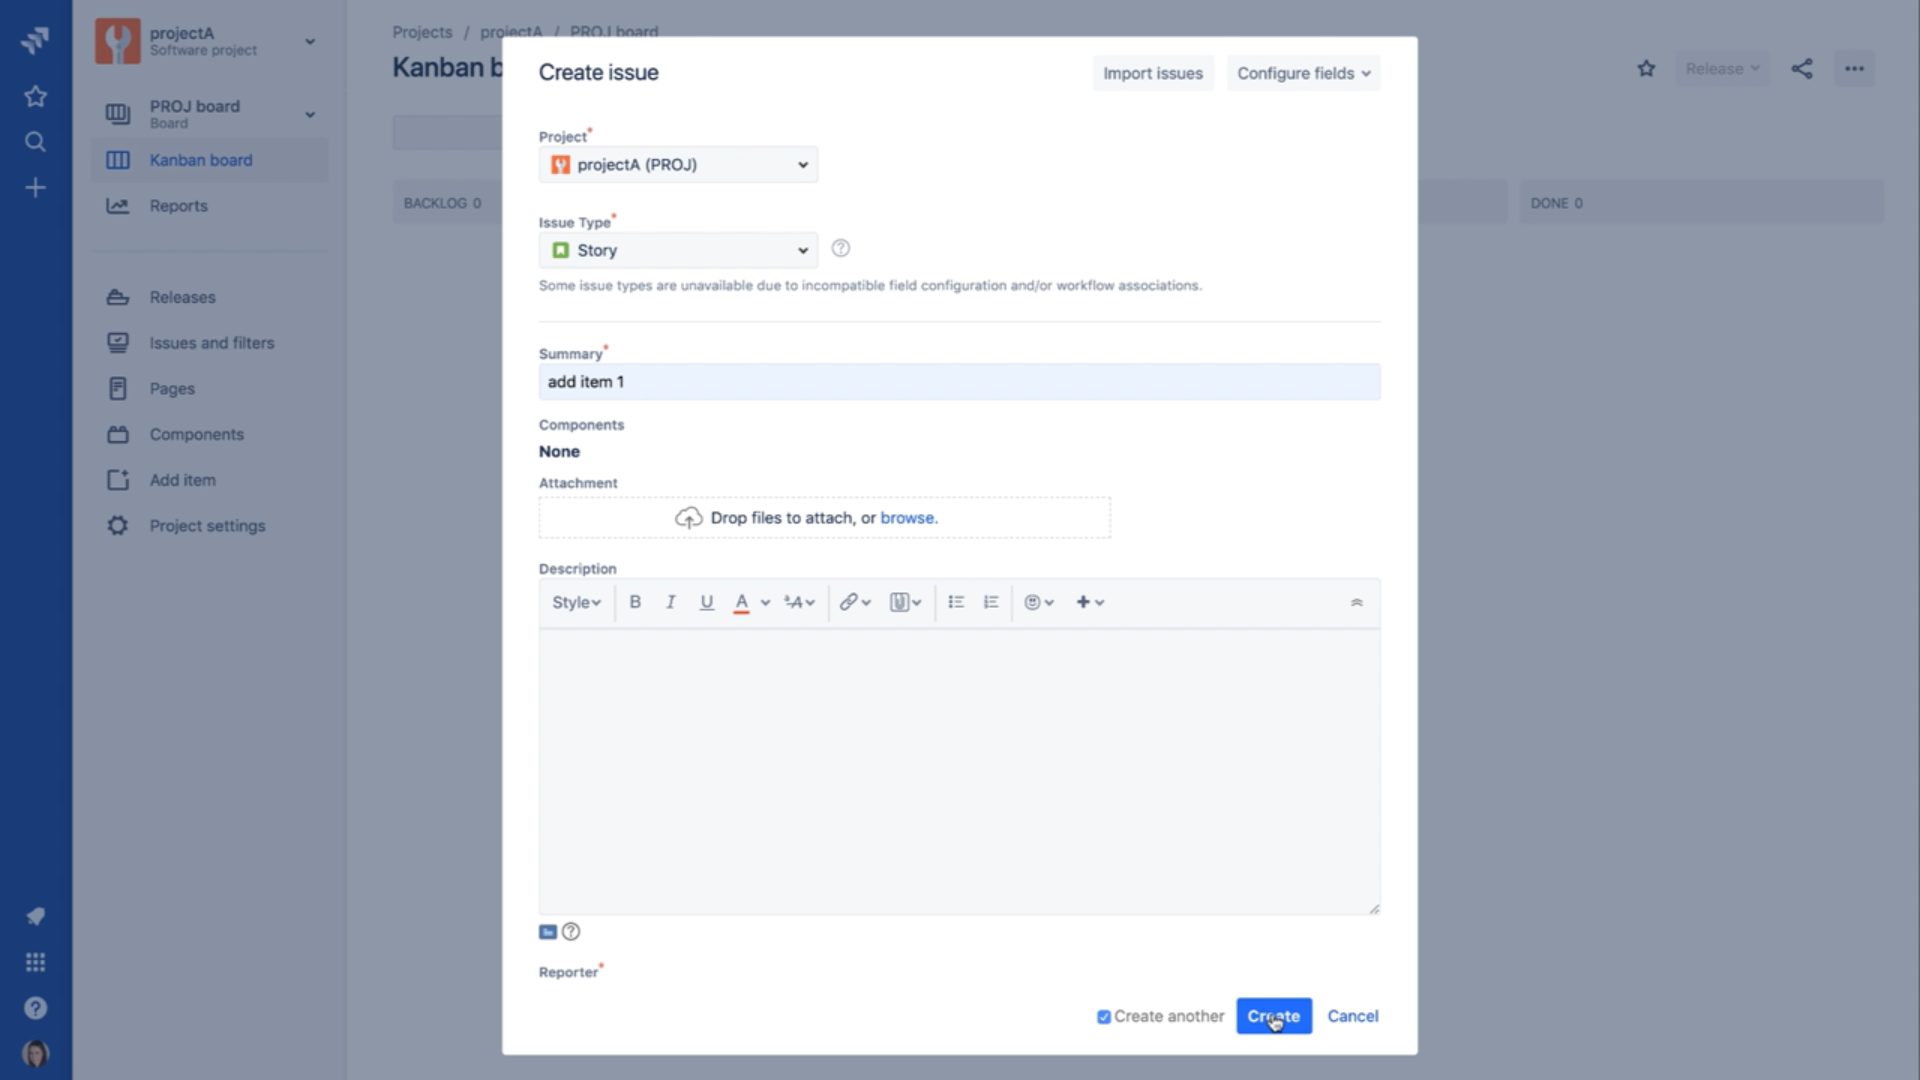 projectA
Software project
PROJ board
Board
Kanban board
Reports
Releases
Issues and filters
Pages
Components
Add item
Project settings
Projects / projectA / PROJ board
Kanban b
Release
BACKLOG 0
DONE 0
Create issue
Import issues
Configure fields
Project*
projectA (PROJ)
Issue Type*
Story
Some issue types are unavailable due to incompatible field configuration and/or workflow associations.
Summary*
add item 1
Components
None
Attachment
Drop files to attach, or browse.
Description
Style
B I U A A
Reporter*
Create another
Create
Cancel